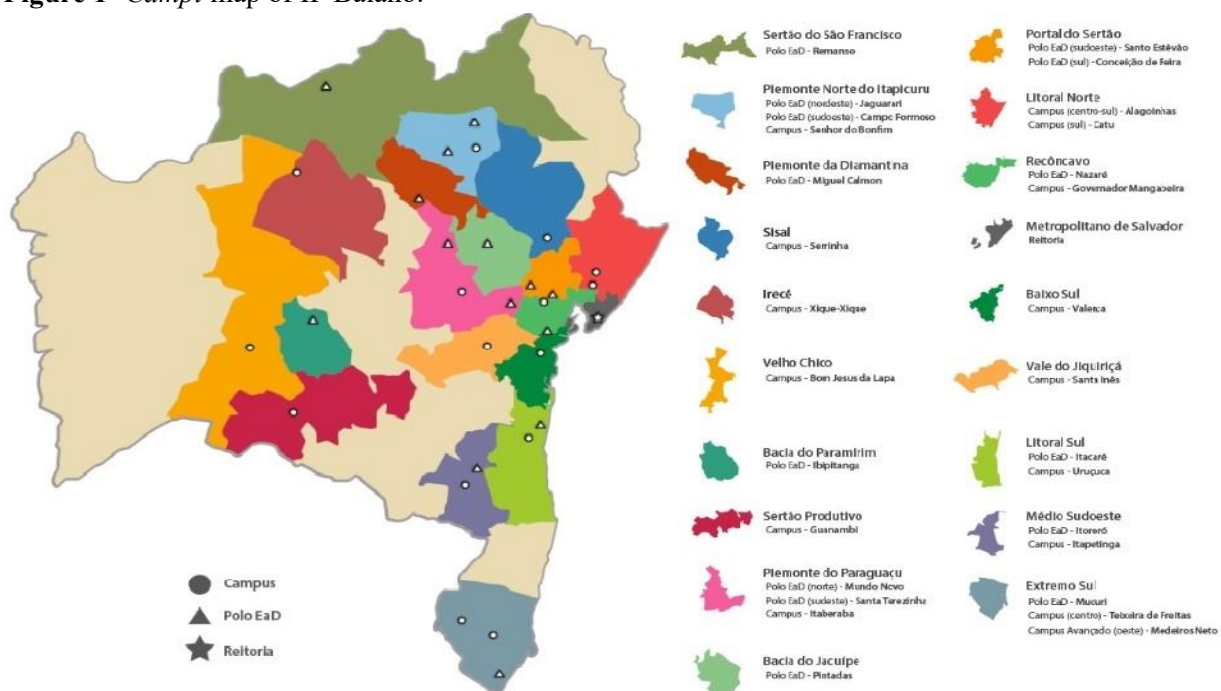 Figure 1 Campi map of IF Baiano.
Sertão do São Francisco
Polo EaD - Remanso
Piemonte Norte do Itapicuru
Polo EaD (nordeste) - Jaguarari
Polo EaD (sudoeste) - Campo Formoso
Campus - Senhor do Bonfim
Piemonte da Diamantina
Polo EaD - Miguel Calmon
Sisal
Campus - Serrinha
Irecê
Campus - Xique-Xique
Velho Chico
Campus - Bom Jesus da Lapa
Bacia do Paramirim
Polo EaD - Ibipitanga
Sertão Produtivo
Campus - Guanambi
Piemonte do Paraguaçu
Polo EaD (norte) - Mundo Novo
Polo EaD (sudeste) - Santa Terezinha
Campus - Itaberaba
Bacia do Jacuípe
Polo EaD - Pintadas
Portal do Sertão
Polo EaD (sudoeste) - Santo Estêvão
Polo EaD (sul) - Conceição de Feira
Litoral Norte
Campus (centro-sul) - Alagoinhas
Campus (sul) - Catu
Recôncavo
Polo EaD - Nazaré
Campus - Governador Mangabeira
Metropolitano de Salvador
Reitoria
Baixo Sul
Campus - Valença
Vale do Jiquiriçá
Campus - Santa Inês
Litoral Sul
Polo EaD - Itacaré
Campus - Uruçuca
Médio Sudoeste
Polo EaD - Itororó
Campus - Itapetinga
Extremo Sul
Polo EaD - Mucuri
Campus (centro) - Teixeira de Freitas
Campus Avançado (oeste) - Medeiros Neto
Campus
Polo EaD
Reitoria